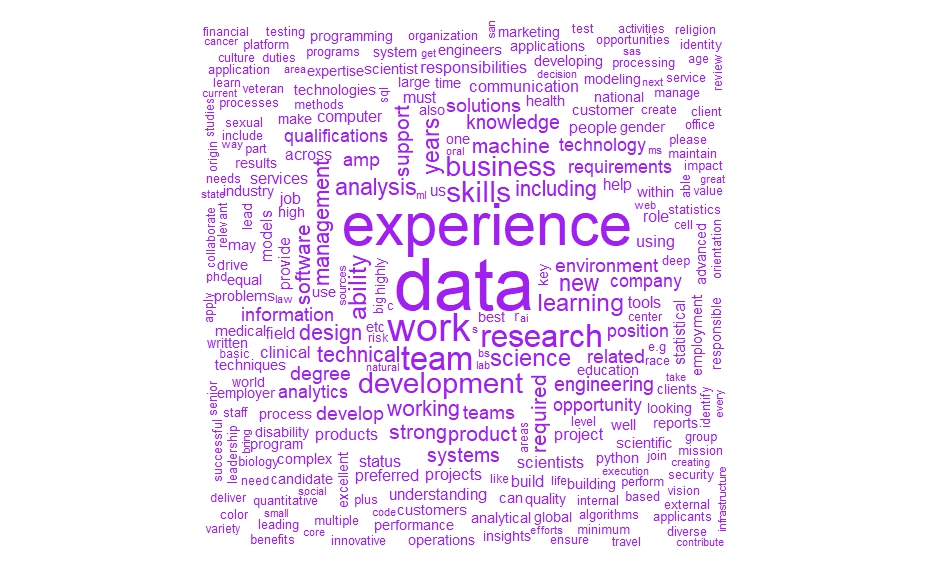 financial testing programming organization san marketing test activities religion
cancer platform culture duties programs system get engineers applications opportunities sas identity
application area expertise scientist responsibilities developing processing age review
learn current veteran technologies sql large time communication decision modeling next service
processes methods must also solutions health national manage
studies sexual make computer support years knowledge customer create client
include qualifications one people gender office
origin way part across amp oral machine technology ms please maintain
results business requirements impact
needs services analysis ml us skills including help within able great value
state industry job management experience web role statistics
collaborate relevant lead models high software using cell orientation
may provide ability data key environment deep advanced
phd drive equal sources big highly new company
apply problems law use c learning tools
information work best r ai center statistical employment responsible
medical field design etc risk s research position
written basic clinical technical team bs science related e.g race
techniques degree natural lab education take
world employer analytics development required engineering clients identify every
senior staff process develop working teams opportunity looking
successful leadership bring disability products strong product areas level well reports
program project scientific group
biology complex status systems scientists python join mission creating
need candidate excellent preferred projects like build life building execution perform security
social understanding can quality internal based vision infrastructure
deliver quantitative plus code customers external
color small leading multiple performance analytical global algorithms applicants
variety core efforts minimum diverse
benefits innovative operations insights ensure travel contribute